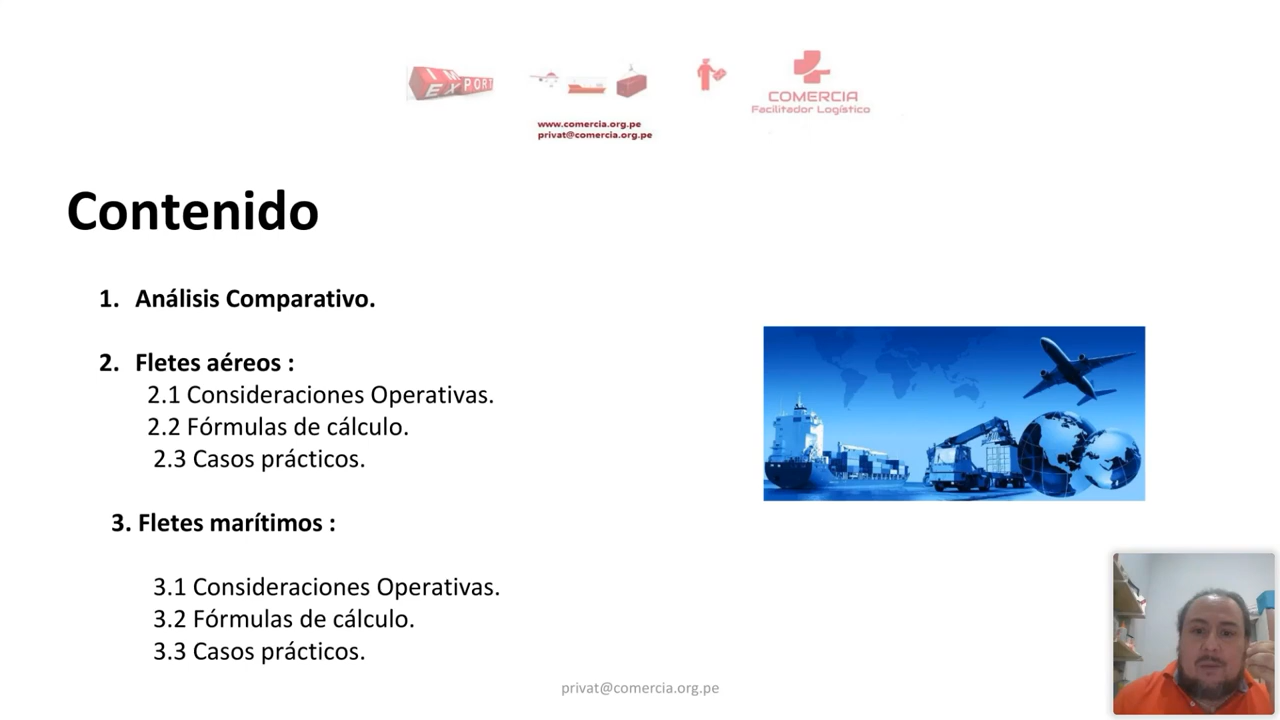 IM
EXPORT
COMERCIA
Facilitador Logístico
www.comercia.org.pe
privat@comercia.org.pe
Contenido
1. Análisis Comparativo.
2. Fletes aéreos :
2.1 Consideraciones Operativas.
2.2 Fórmulas de cálculo.
2.3 Casos prácticos.
3. Fletes marítimos :
3.1 Consideraciones Operativas.
3.2 Fórmulas de cálculo.
3.3 Casos prácticos.
privat@comercia.org.pe